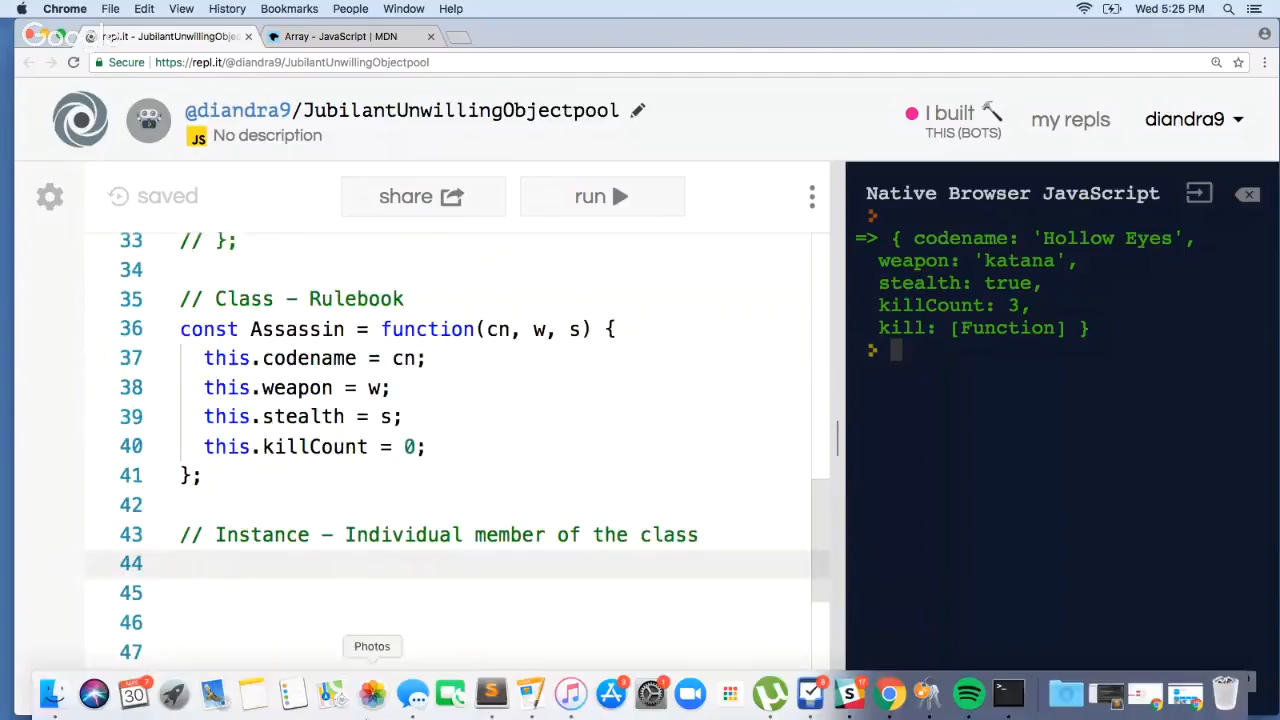 Chrome File Edit View History Bookmarks People Window Help Wed 5:25 PM
Google
repl.it - JubilantUnwillingObjec × Array - JavaScript | MDN ×
Secure | https://repl.it/@diandra9/JubilantUnwillingObjectpool
@diandra9/JubilantUnwillingObjectpool
JS No description
I built
THIS (BOTS)
my repls
diandra9
saved
share
run
33 // };
34
35 // Class – Rulebook
36 const Assassin = function(cn, w, s) {
37 this.codename = cn;
38 this.weapon = w;
39 this.stealth = s;
40 this.killCount = 0;
41 };
42
43 // Instance – Individual member of the class
44
45
46
47
Native Browser JavaScript
=> { codename: 'Hollow Eyes',
weapon: 'katana',
stealth: true,
killCount: 3,
kill: [Function] }
Photos
30